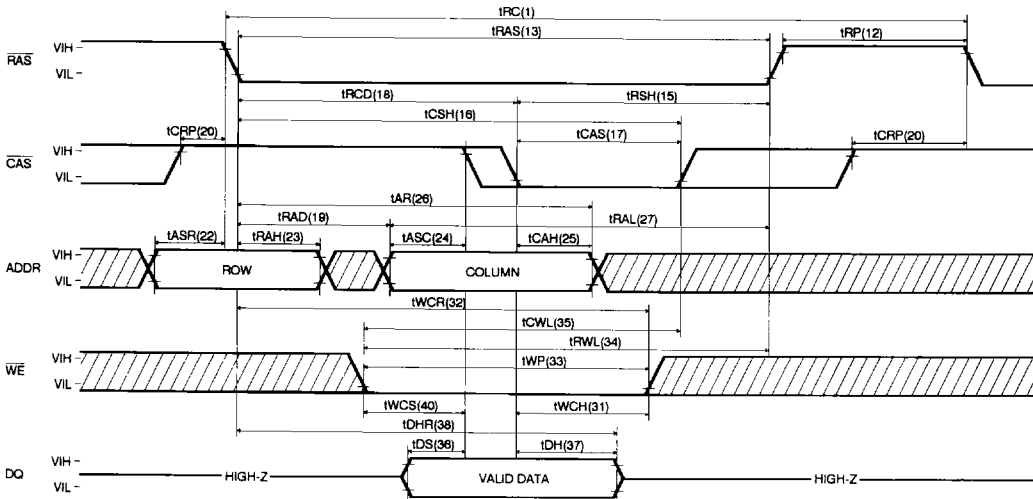 tRC(1)
tRAS(13) tRP(12)
RAS VIH
VIL
tRCD(18) tRSH(15)
tCSH(16)
tCRP(20) tCAS(17) tCRP(20)
CAS VIH
VIL
tAR(26)
tRAD(19) tRAL(27)
tASR(22) tRAH(23) tASC(24) tCAH(25)
ADDR VIH
VIL
ROW COLUMN
tWCR(32)
tCWL(35)
tRWL(34)
WE VIH
VIL
tWP(33)
tWCS(40) tWCH(31)
tDHR(38)
tDS(36) tDH(37)
DQ VIH
VIL
HIGH-Z VALID DATA HIGH-Z